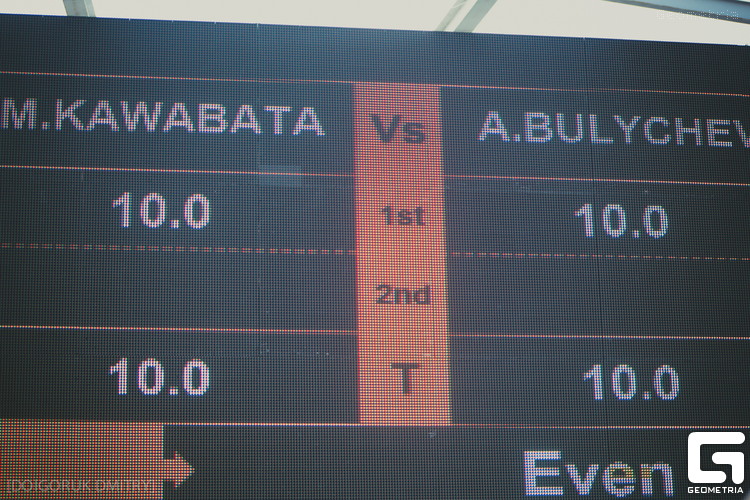 M.KAWABATA Vs A.BULYCHEV
10.0 1st 10.0
2nd
10.0 T 10.0
Even
GEOMETRIA